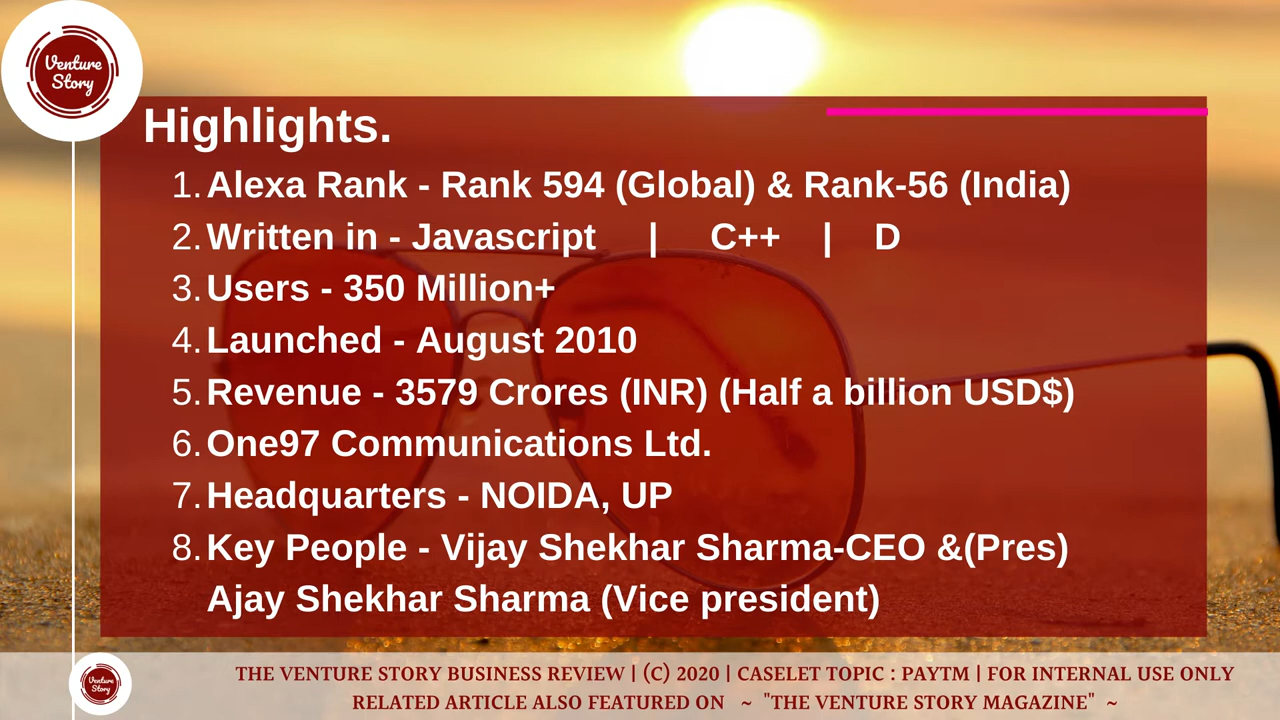 Venture
Story
Highlights.
1. Alexa Rank - Rank 594 (Global) & Rank-56 (India)
2. Written in - Javascript | C++ | D
3. Users - 350 Million+
4. Launched - August 2010
5. Revenue - 3579 Crores (INR) (Half a billion USD$)
6. One97 Communications Ltd.
7. Headquarters - NOIDA, UP
8. Key People - Vijay Shekhar Sharma-CEO &(Pres)
Ajay Shekhar Sharma (Vice president)
Venture
Story
THE VENTURE STORY BUSINESS REVIEW | (C) 2020 | CASELET TOPIC : PAYTM | FOR INTERNAL USE ONLY
RELATED ARTICLE ALSO FEATURED ON ~ "THE VENTURE STORY MAGAZINE" ~